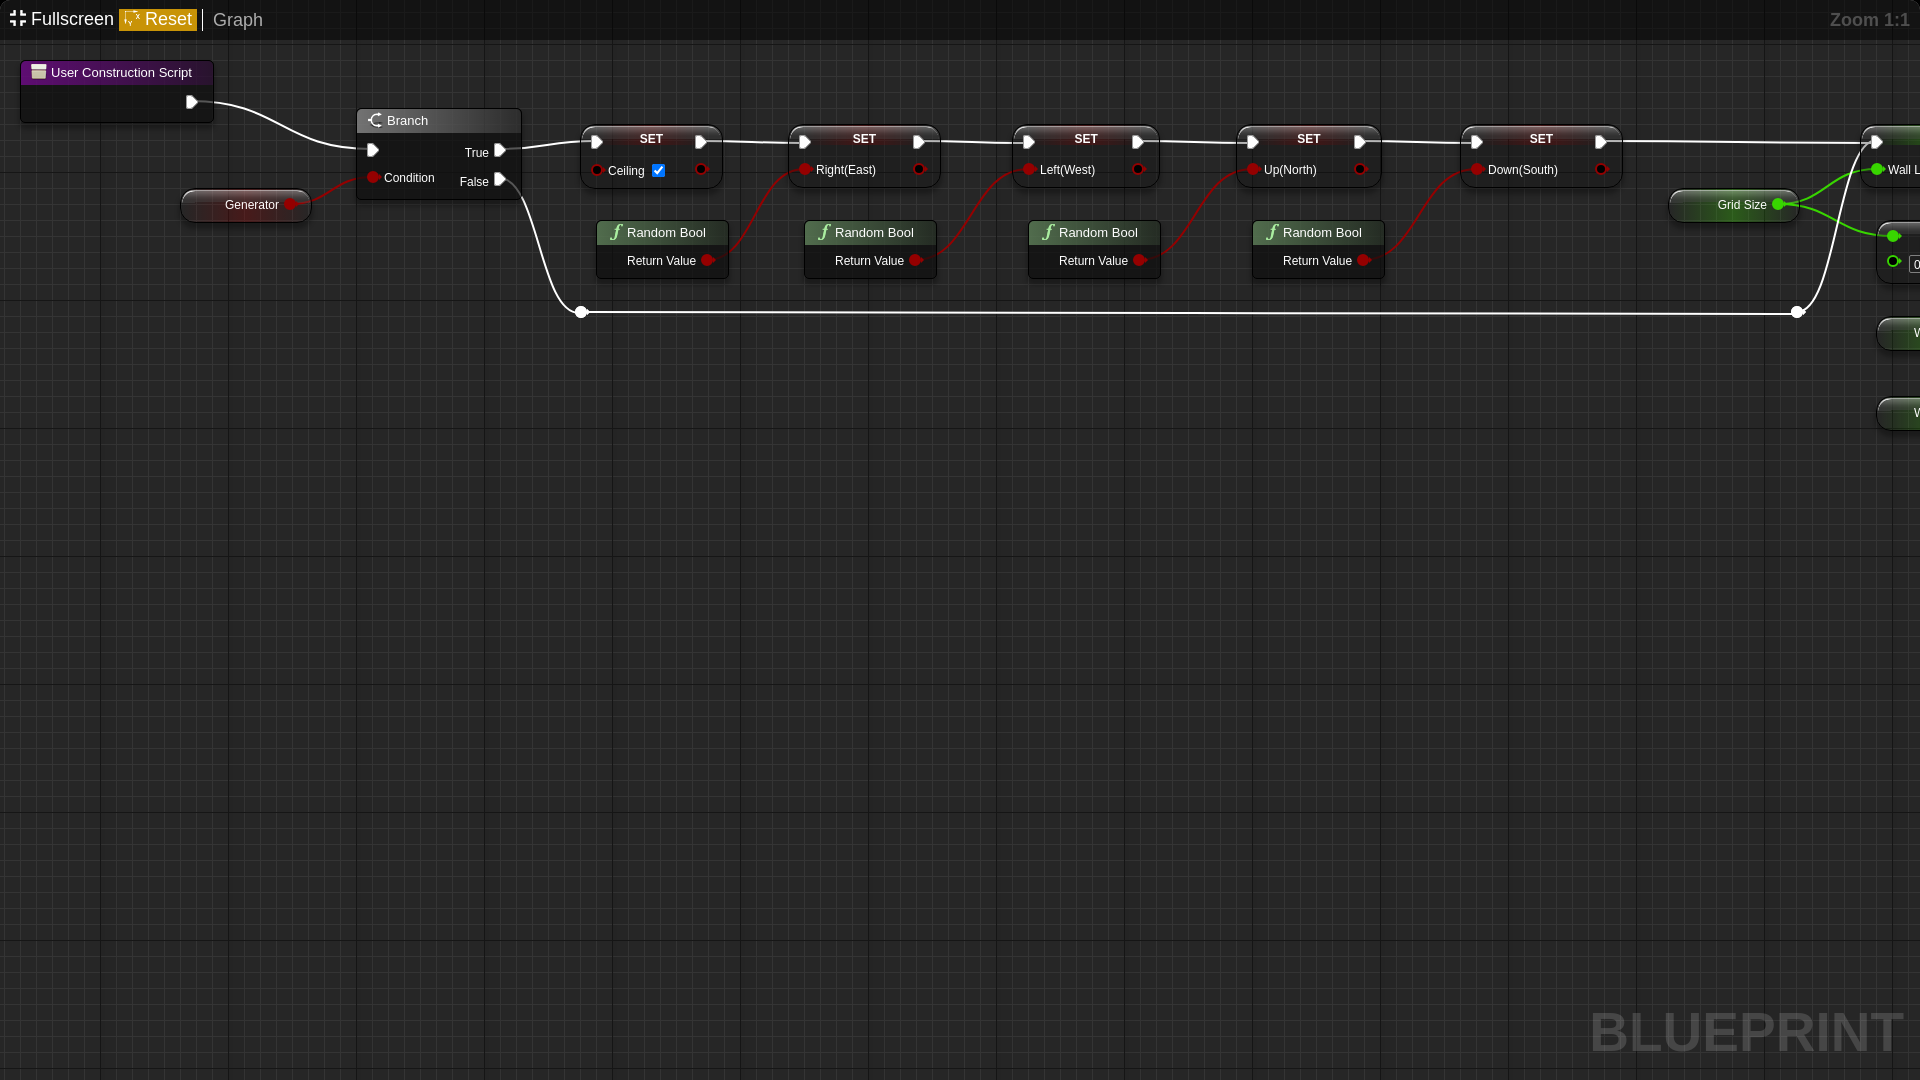 Fullscreen Reset Graph Zoom 1:1
User Construction Script
Branch
True
Condition
False
Generator
SET
Ceiling
SET
Right(East)
SET
Left(West)
SET
Up(North)
SET
Down(South)
Random Bool
Return Value
Random Bool
Return Value
Random Bool
Return Value
Random Bool
Return Value
Grid Size
Wall L
0
W
W
BLUEPRINT